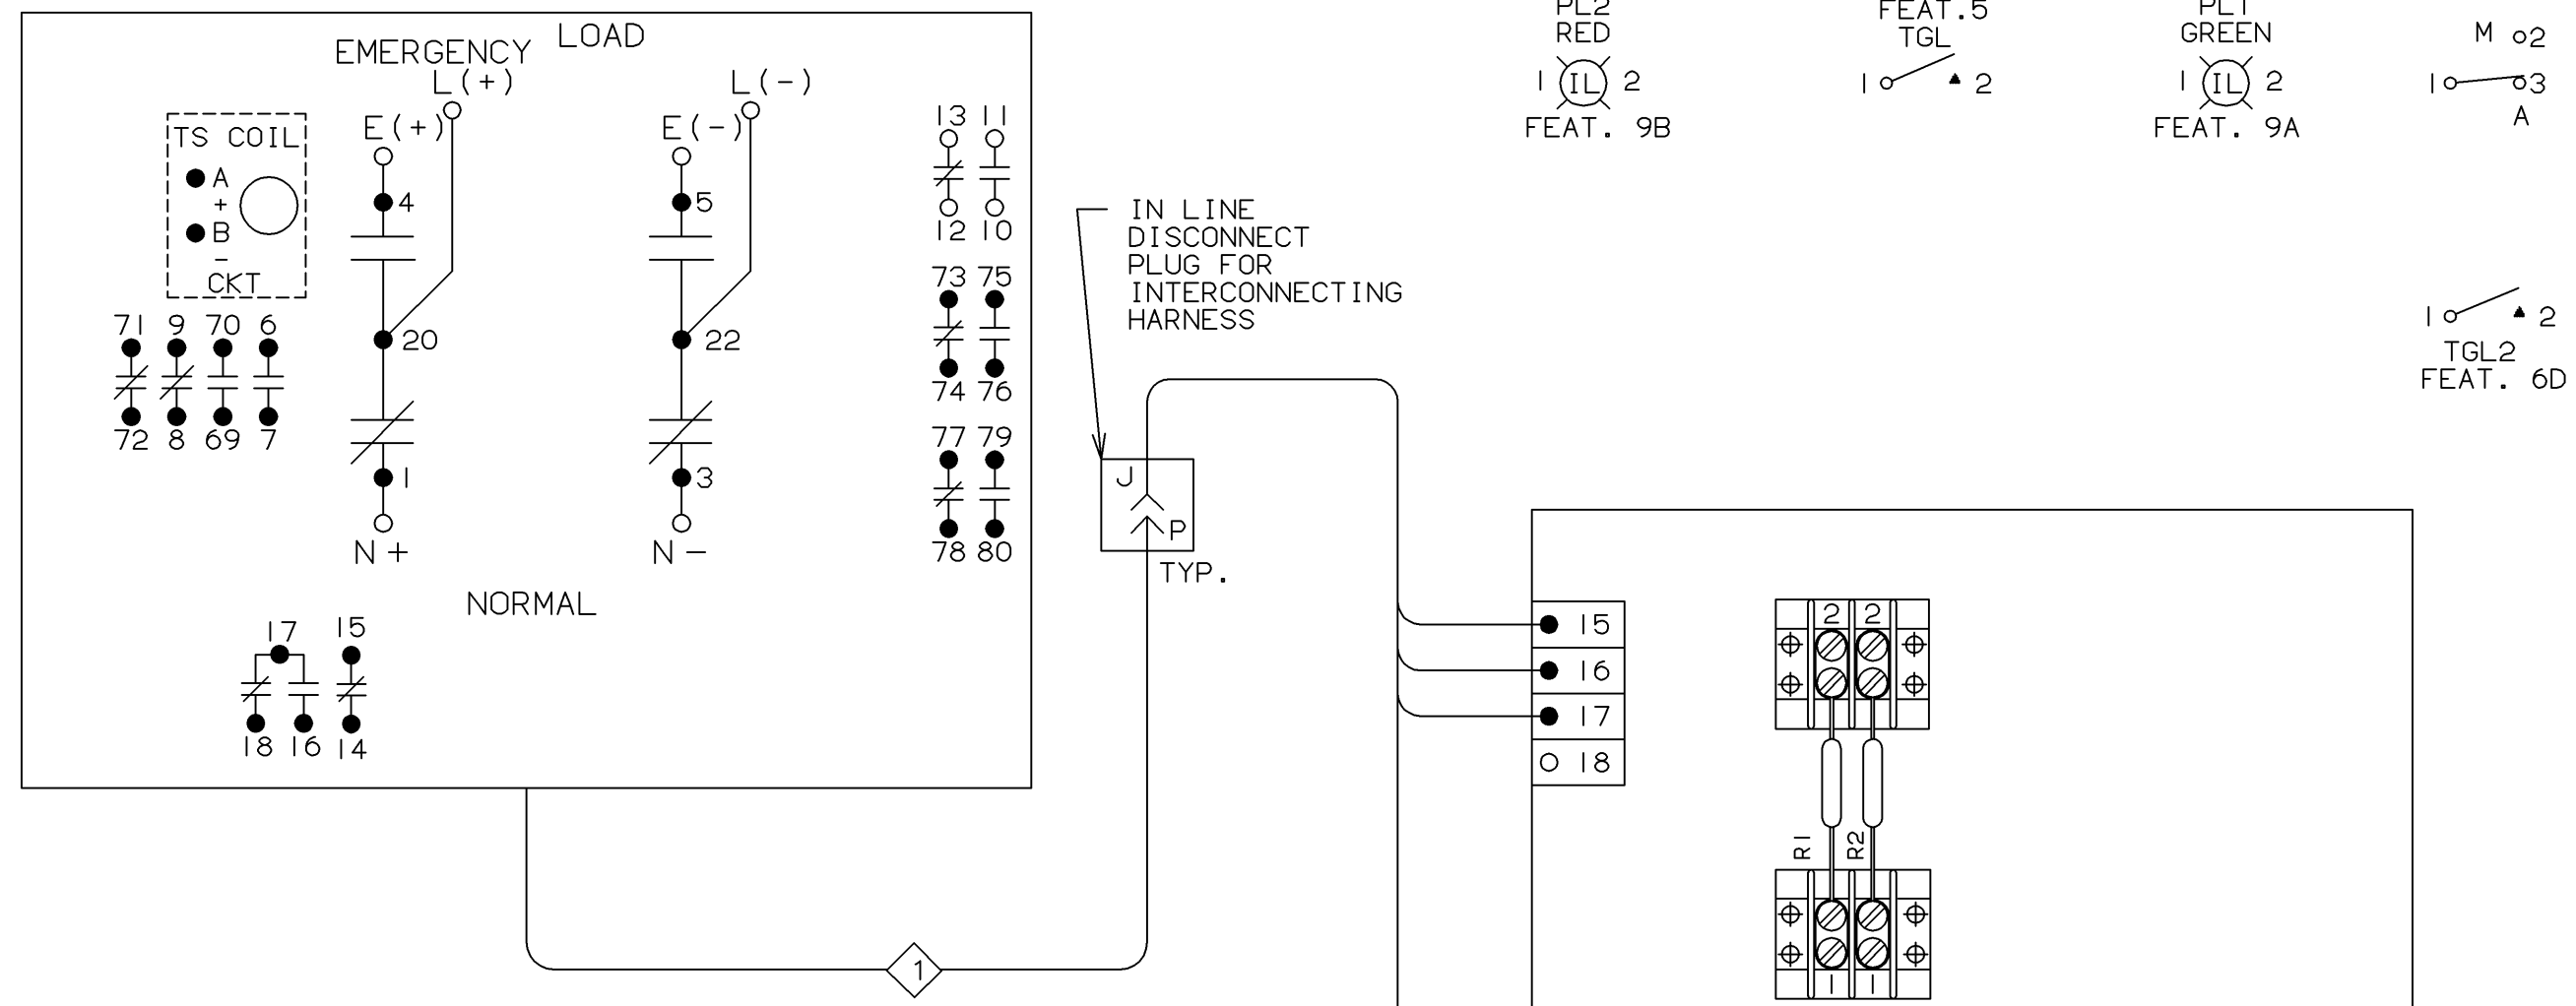 LOAD
EMERGENCY
L(+)
L(-)
E(+)
E(-)
TS COIL
A
+
B
-
CKT
4
5
13 11
12 10
73 75
74 76
77 79
78 80
71 9 70 6
72 8 69 7
20
22
1
3
N +
N -
NORMAL
17 15
18 16 14
PL2
RED
1 IL 2
FEAT. 9B
FEAT.5
TGL
1 2
PL1
GREEN
1 IL 2
FEAT. 9A
M 2
1 3
A
1 2
TGL2
FEAT. 6D
IN LINE
DISCONNECT
PLUG FOR
INTERCONNECTING
HARNESS
J
P
TYP.
1
15
16
17
18
2 2
R1 R2
1 1